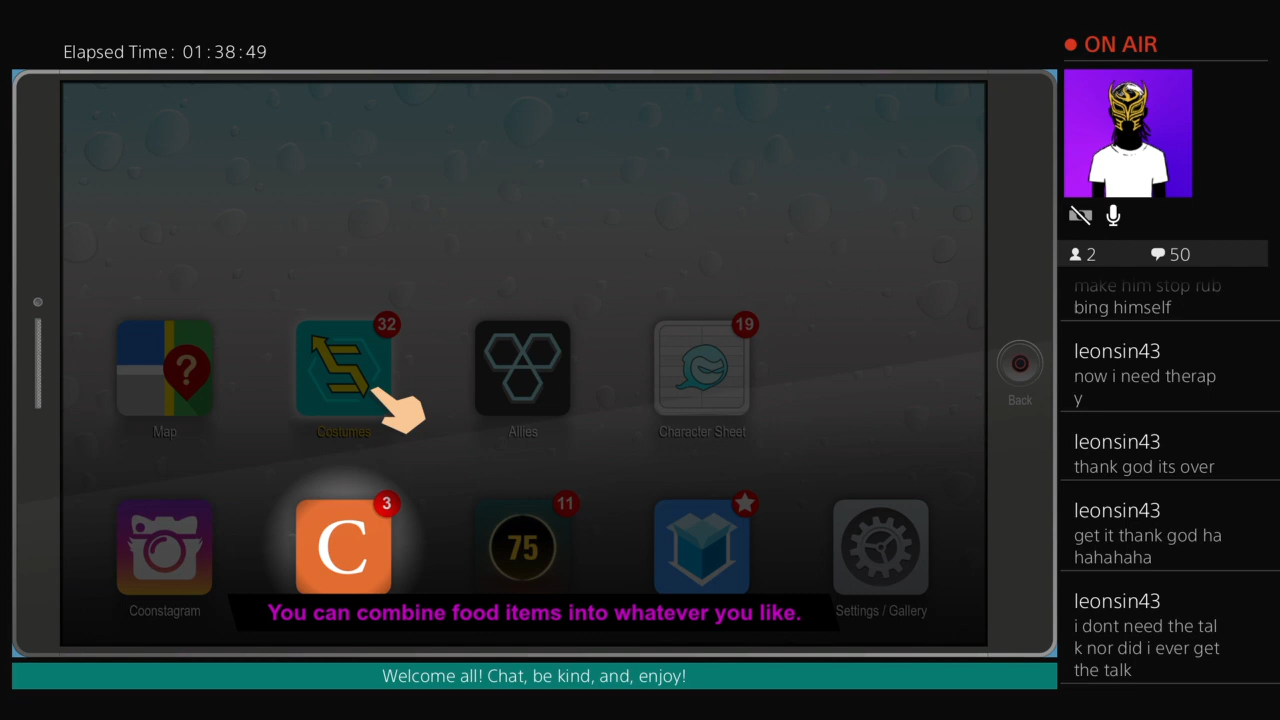 Elapsed Time: 01:38:49
ON AIR
2
50
make him stop rub
bing himself
leonsin43
now i need therap
y
leonsin43
thank god its over
leonsin43
get it thank god ha
hahahaha
leonsin43
i dont need the tal
k nor did i ever get
the talk
?
32
19
Map
Costumes
Allies
Character Sheet
Back
C
3
75
11
Coonstagram
Settings / Gallery
You can combine food items into whatever you like.
Welcome all! Chat, be kind, and, enjoy!